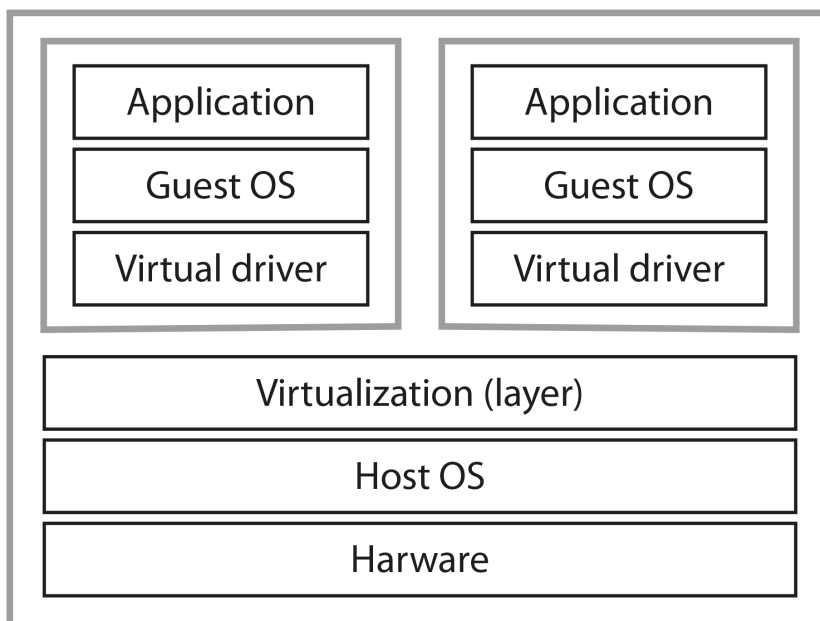 Application
Guest OS
Virtual driver
Application
Guest OS
Virtual driver
Virtualization (layer)
Host OS
Harware